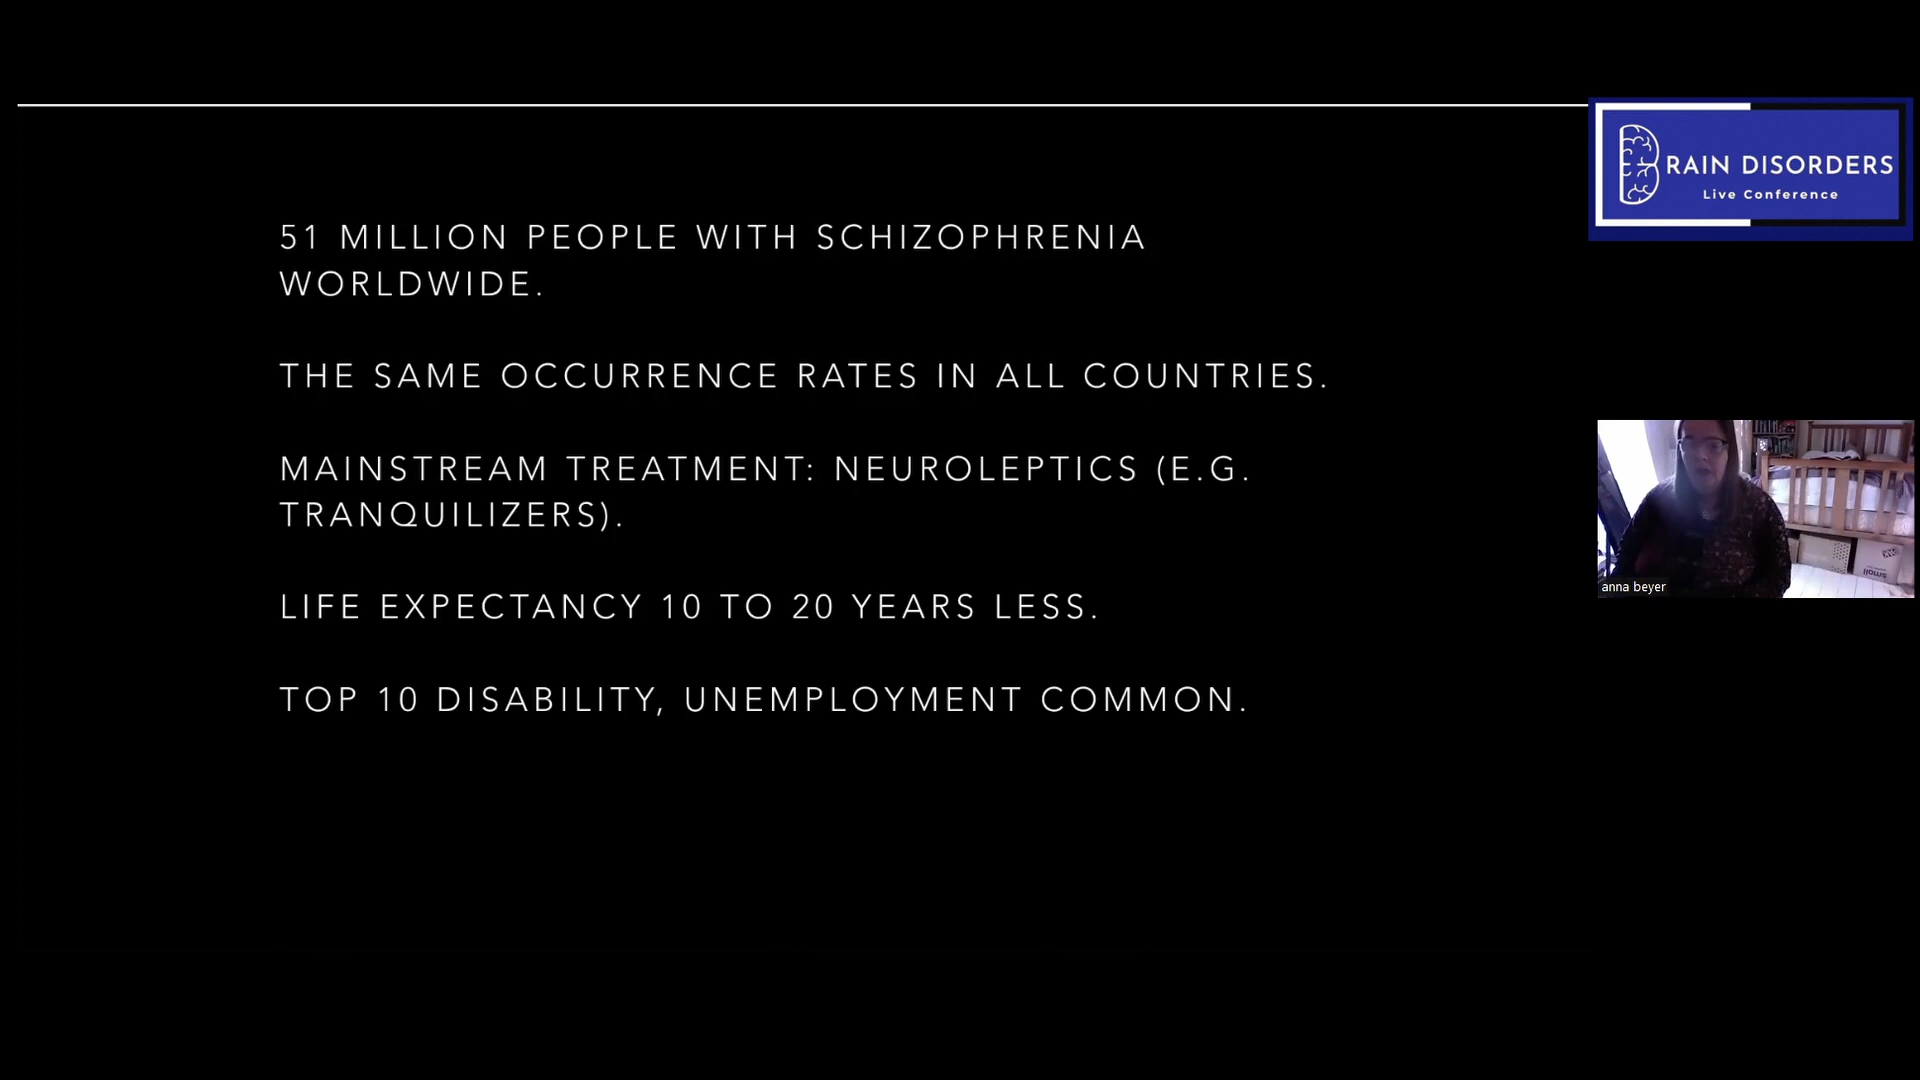 RAIN DISORDERS
Live Conference
51 MILLION PEOPLE WITH SCHIZOPHRENIA
WORLDWIDE.
THE SAME OCCURRENCE RATES IN ALL COUNTRIES.
MAINSTREAM TREATMENT: NEUROLEPTICS (E.G.
TRANQUILIZERS).
LIFE EXPECTANCY 10 TO 20 YEARS LESS.
TOP 10 DISABILITY, UNEMPLOYMENT COMMON.
anna beyer